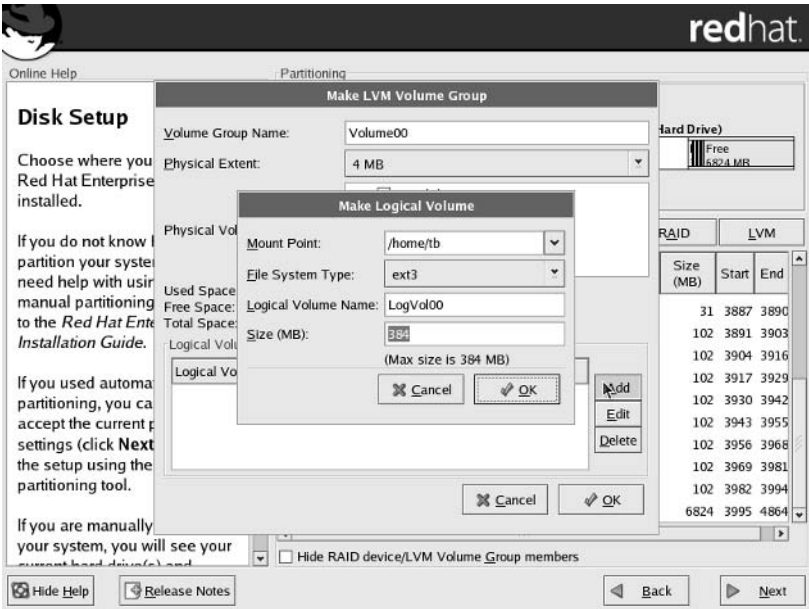 redhat.
Online Help
Partitioning
Disk Setup
Choose where you
Red Hat Enterprise
installed.
If you do not know
partition your system
need help with using
manual partitioning
to the Red Hat Ente
Installation Guide.
If you used automa
partitioning, you ca
accept the current p
settings (click Next
the setup using the
partitioning tool.
If you are manually
your system, you will see your
current hard drive(s) and
Make LVM Volume Group
Volume Group Name:
Volume00
Physical Extent:
4 MB
Physical Vol
Used Space
Free Space:
Total Space:
Logical Volu
Logical Vo
Make Logical Volume
Mount Point:
/home/tb
File System Type:
ext3
Logical Volume Name:
LogVol00
Size (MB):
384
(Max size is 384 MB)
Cancel
OK
Add
Edit
Delete
Cancel
OK
Hard Drive)
Free
6824 MB
RAID
LVM
Size (MB) Start End
31 3887 3890
102 3891 3903
102 3904 3916
102 3917 3929
102 3930 3942
102 3943 3955
102 3956 3968
102 3969 3981
102 3982 3994
6824 3995 4864
Hide RAID device/LVM Volume Group members
Hide Help
Release Notes
Back
Next